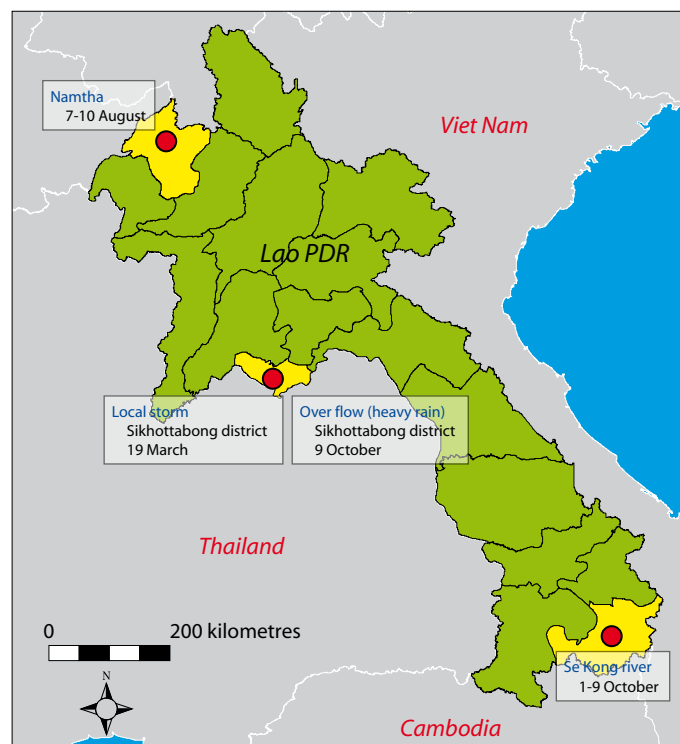 Namtha
7-10 August
Viet Nam
Lao PDR
Local storm
Sikhottabong district
19 March
Over flow (heavy rain)
Sikhottabong district
9 October
Thailand
0 200 kilometres
N
Se Kong river
1-9 October
Cambodia